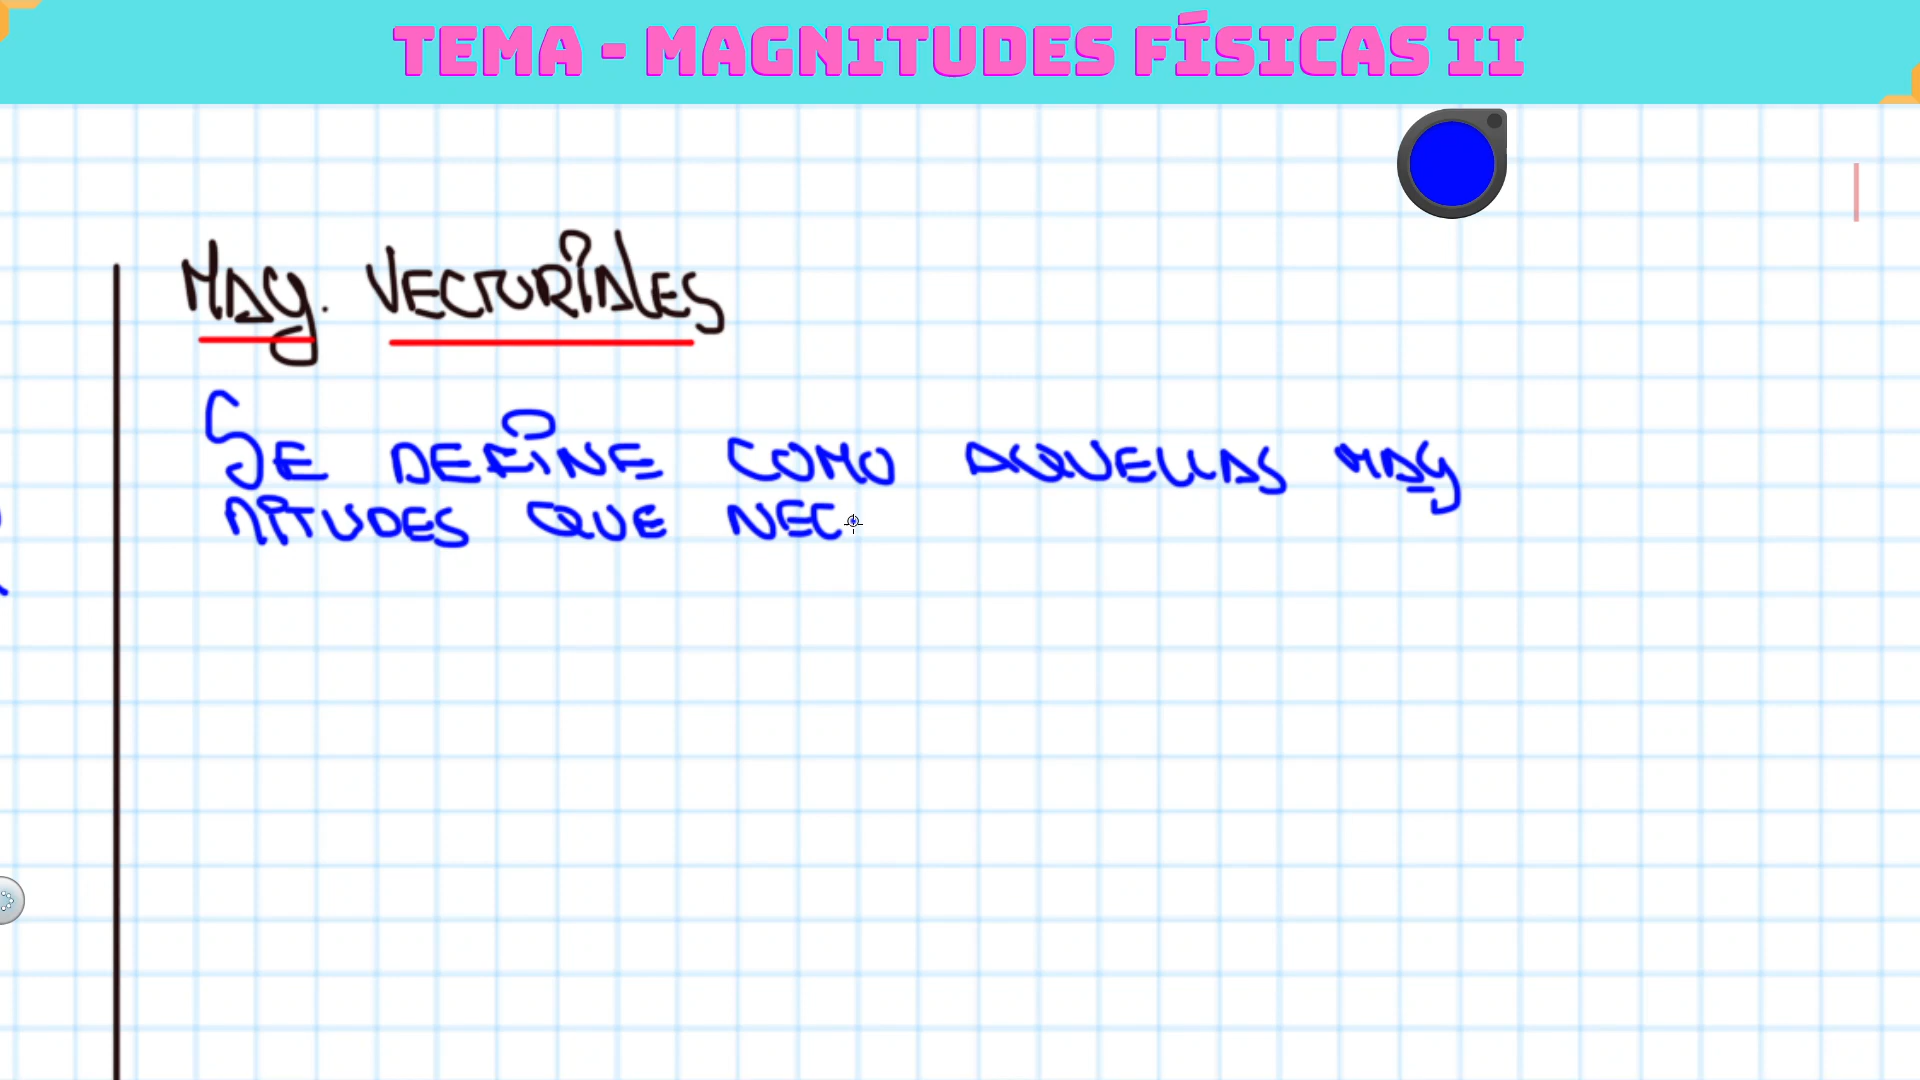 TEMA - MAGNITUDES FÍSICAS II
MAG. VECTORIALES
SE DEFINE COMO AQUELLAS MAG
NITUDES QUE NEC